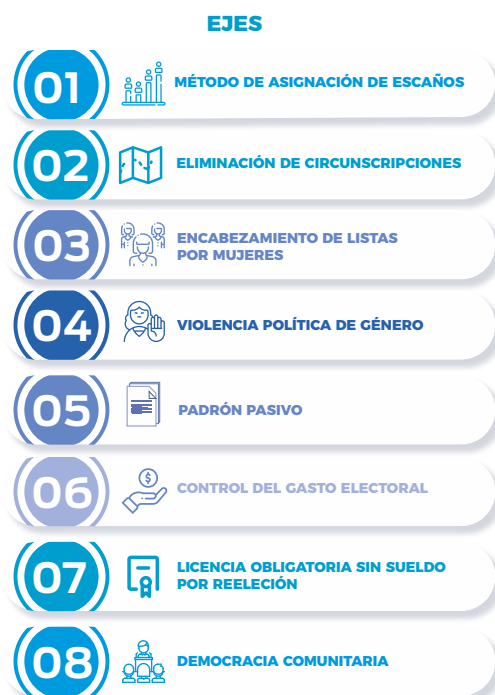 EJES
01
MÉTODO DE ASIGNACIÓN DE ESCAÑOS
02
ELIMINACIÓN DE CIRCUNSCRIPCIONES
03
ENCABEZAMIENTO DE LISTAS
POR MUJERES
04
VIOLENCIA POLÍTICA DE GÉNERO
05
PADRÓN PASIVO
06
$
CONTROL DEL GASTO ELECTORAL
07
LICENCIA OBLIGATORIA SIN SUELDO
POR REELECIÓN
08
DEMOCRACIA COMUNITARIA